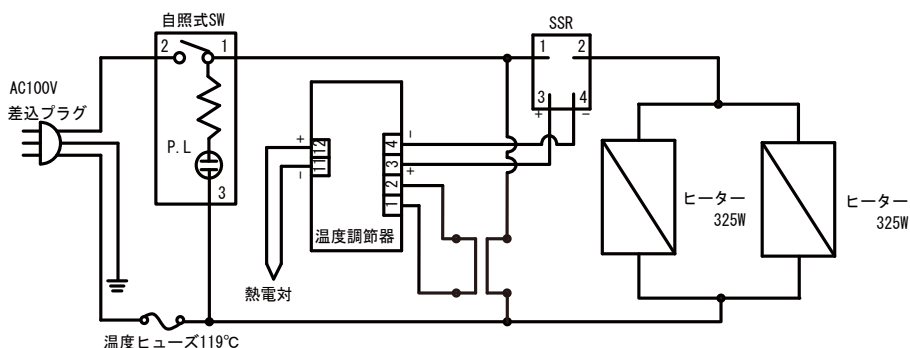 自照式SW
2 1
AC100V
差込プラグ
P.L
3
SSR
1 2
3 4
+ −
+ 12
− 11
4 −
3 +
2
1
温度調節器
熱電対
ヒーター
325W
ヒーター
325W
温度ヒューズ119℃